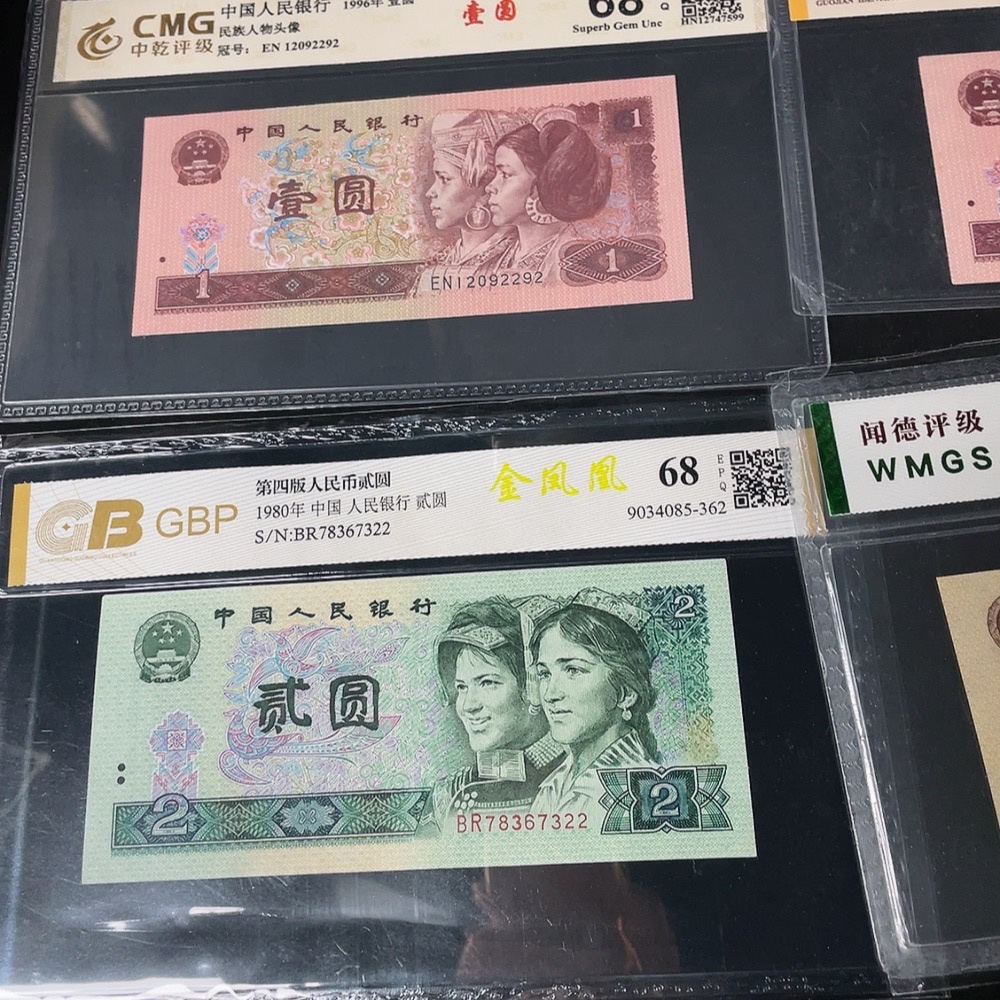 CMG
中乾评级
中国人民银行 1996年 壹圆
民族人物头像
冠号: EN 12092292
壹圆
68
Q
Superb Gem Unc
HN12747599
中国人民银行
壹圆
1
1
1
EN12092292
GBP
第四版人民币贰圆
1980年 中国人民银行 贰圆
S/N:BR78367322
金凤凰
68
EPQ
9034085-362
中国人民银行
贰圆
2
2
2
BR78367322
闻德评级
WMGS